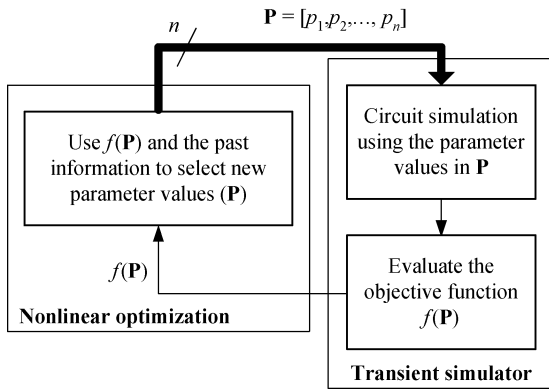 n
P = [p1,p2,…, pn]
Use f(P) and the past
information to select new
parameter values (P)
Circuit simulation
using the parameter
values in P
f(P)
Evaluate the
objective function
f(P)
Nonlinear optimization
Transient simulator